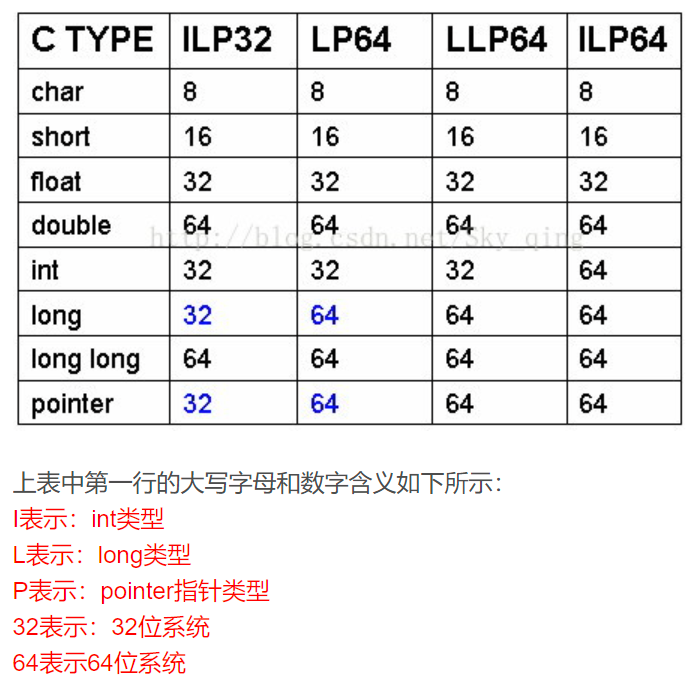 C TYPE ILP32 LP64 LLP64 ILP64
char 8 8 8 8
short 16 16 16 16
float 32 32 32 32
double 64 64 64 64
http://blog.csdn.net/Sky_qing
int 32 32 32 64
long 32 64 64 64
long long 64 64 64 64
pointer 32 64 64 64
上表中第一行的大写字母和数字含义如下所示：
I表示：int类型
L表示：long类型
P表示：pointer指针类型
32表示：32位系统
64表示64位系统